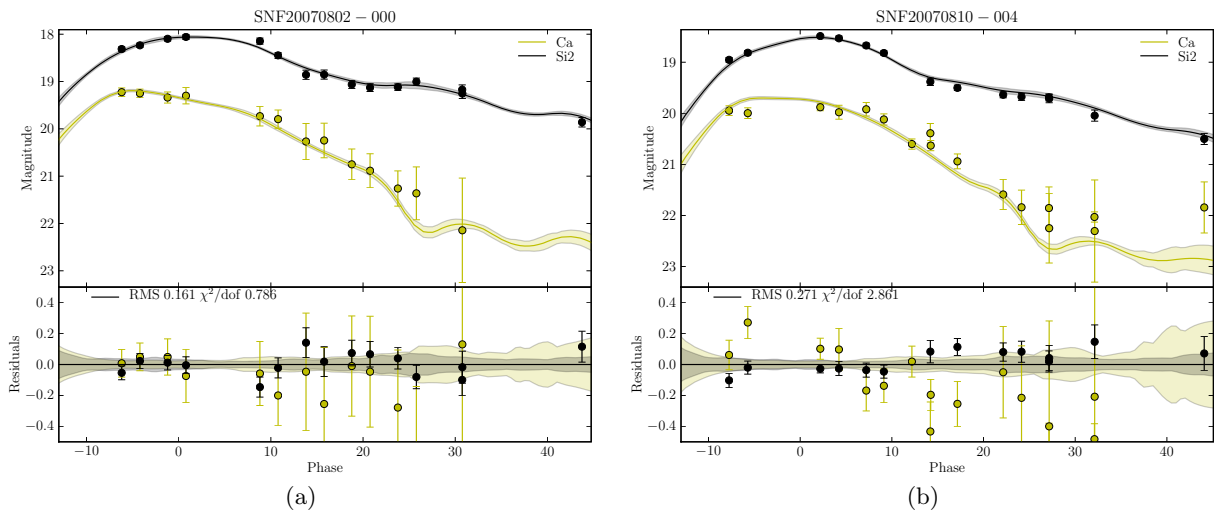 SNF20070802 − 000
18
19
20
21
22
23
Magnitude
Ca
Si2
RMS 0.161 χ²/dof 0.786
0.4
0.2
0.0
−0.2
−0.4
Residuals
−10 0 10 20 30 40
Phase
(a)
SNF20070810 − 004
18
19
20
21
22
23
Magnitude
Ca
Si2
RMS 0.271 χ²/dof 2.861
0.4
0.2
0.0
−0.2
−0.4
Residuals
−10 0 10 20 30 40
Phase
(b)